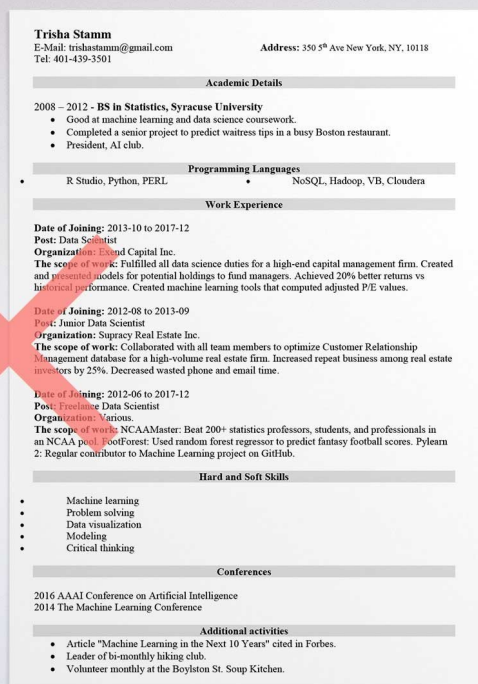 Trisha Stamm
E-Mail: trishastamm@gmail.com Address: 350 5th Ave New York, NY, 10118
Tel: 401-439-3501
Academic Details
2008 – 2012 - BS in Statistics, Syracuse University
• Good at machine learning and data science coursework.
• Completed a senior project to predict waitress tips in a busy Boston restaurant.
• President, AI club.
Programming Languages
• R Studio, Python, PERL • NoSQL, Hadoop, VB, Cloudera
Work Experience
Date of Joining: 2013-10 to 2017-12
Post: Data Scientist
Organization: Exend Capital Inc.
The scope of work: Fulfilled all data science duties for a high-end capital management firm. Created
and presented models for potential holdings to fund managers. Achieved 20% better returns vs
historical performance. Created machine learning tools that computed adjusted P/E values.
Date of Joining: 2012-08 to 2013-09
Post: Junior Data Scientist
Organization: Supracy Real Estate Inc.
The scope of work: Collaborated with all team members to optimize Customer Relationship
Management database for a high-volume real estate firm. Increased repeat business among real estate
investors by 25%. Decreased wasted phone and email time.
Date of Joining: 2012-06 to 2017-12
Post: Freelance Data Scientist
Organization: Various.
The scope of work: NCAAMaster: Beat 200+ statistics professors, students, and professionals in
an NCAA pool. FootForest: Used random forest regressor to predict fantasy football scores. Pylearn
2: Regular contributor to Machine Learning project on GitHub.
Hard and Soft Skills
• Machine learning
• Problem solving
• Data visualization
• Modeling
• Critical thinking
Conferences
2016 AAAI Conference on Artificial Intelligence
2014 The Machine Learning Conference
Additional activities
• Article "Machine Learning in the Next 10 Years" cited in Forbes.
• Leader of bi-monthly hiking club.
• Volunteer monthly at the Boylston St. Soup Kitchen.